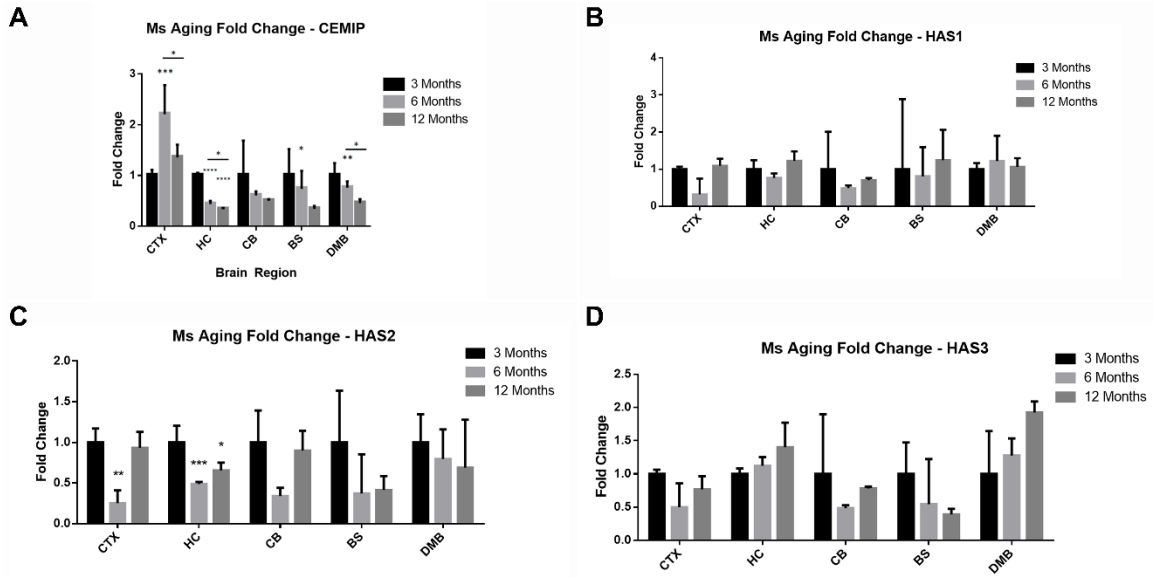 A
Ms Aging Fold Change - CEMIP
3 Months
6 Months
12 Months
Fold Change
3
2
1
0
*
***
*
****
****
*
*
**
CTX
HC
CB
BS
DMB
Brain Region
B
Ms Aging Fold Change - HAS1
3 Months
6 Months
12 Months
Fold Change
4
3
2
1
0
CTX
HC
CB
BS
DMB
C
Ms Aging Fold Change - HAS2
3 Months
6 Months
12 Months
Fold Change
2.0
1.5
1.0
0.5
0.0
**
***
*
CTX
HC
CB
BS
DMB
D
Ms Aging Fold Change - HAS3
3 Months
6 Months
12 Months
Fold Change
2.5
2.0
1.5
1.0
0.5
0.0
CTX
HC
CB
BS
DMB